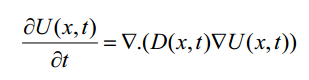 ∂U(x,t)/∂t = ∇.(D(x,t)∇U(x,t))